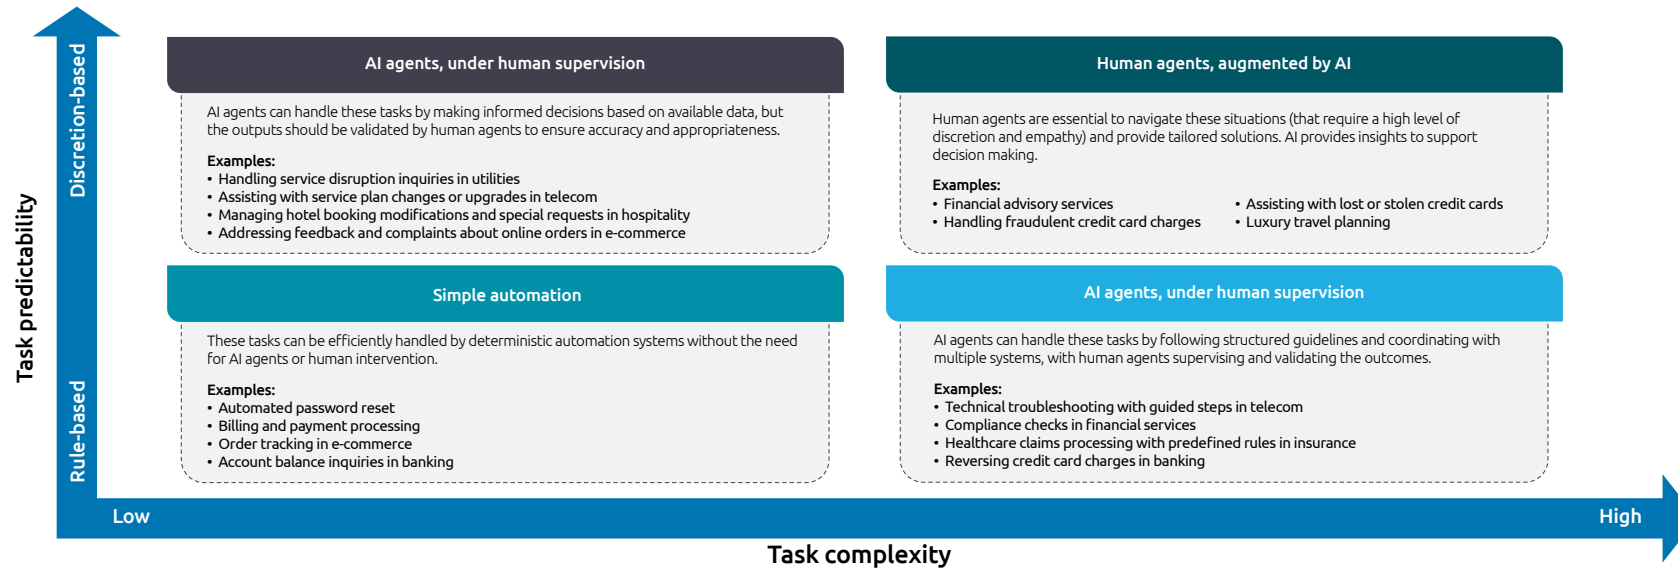 Task predictability
Discretion-based
Rule-based
AI agents, under human supervision
AI agents can handle these tasks by making informed decisions based on available data, but
the outputs should be validated by human agents to ensure accuracy and appropriateness.
Examples:
• Handling service disruption inquiries in utilities
• Assisting with service plan changes or upgrades in telecom
• Managing hotel booking modifications and special requests in hospitality
• Addressing feedback and complaints about online orders in e-commerce
Human agents, augmented by AI
Human agents are essential to navigate these situations (that require a high level of
discretion and empathy) and provide tailored solutions. AI provides insights to support
decision making.
Examples:
• Financial advisory services
• Handling fraudulent credit card charges
• Assisting with lost or stolen credit cards
• Luxury travel planning
Simple automation
These tasks can be efficiently handled by deterministic automation systems without the need
for AI agents or human intervention.
Examples:
• Automated password reset
• Billing and payment processing
• Order tracking in e-commerce
• Account balance inquiries in banking
AI agents, under human supervision
AI agents can handle these tasks by following structured guidelines and coordinating with
multiple systems, with human agents supervising and validating the outcomes.
Examples:
• Technical troubleshooting with guided steps in telecom
• Compliance checks in financial services
• Healthcare claims processing with predefined rules in insurance
• Reversing credit card charges in banking
Low
High
Task complexity